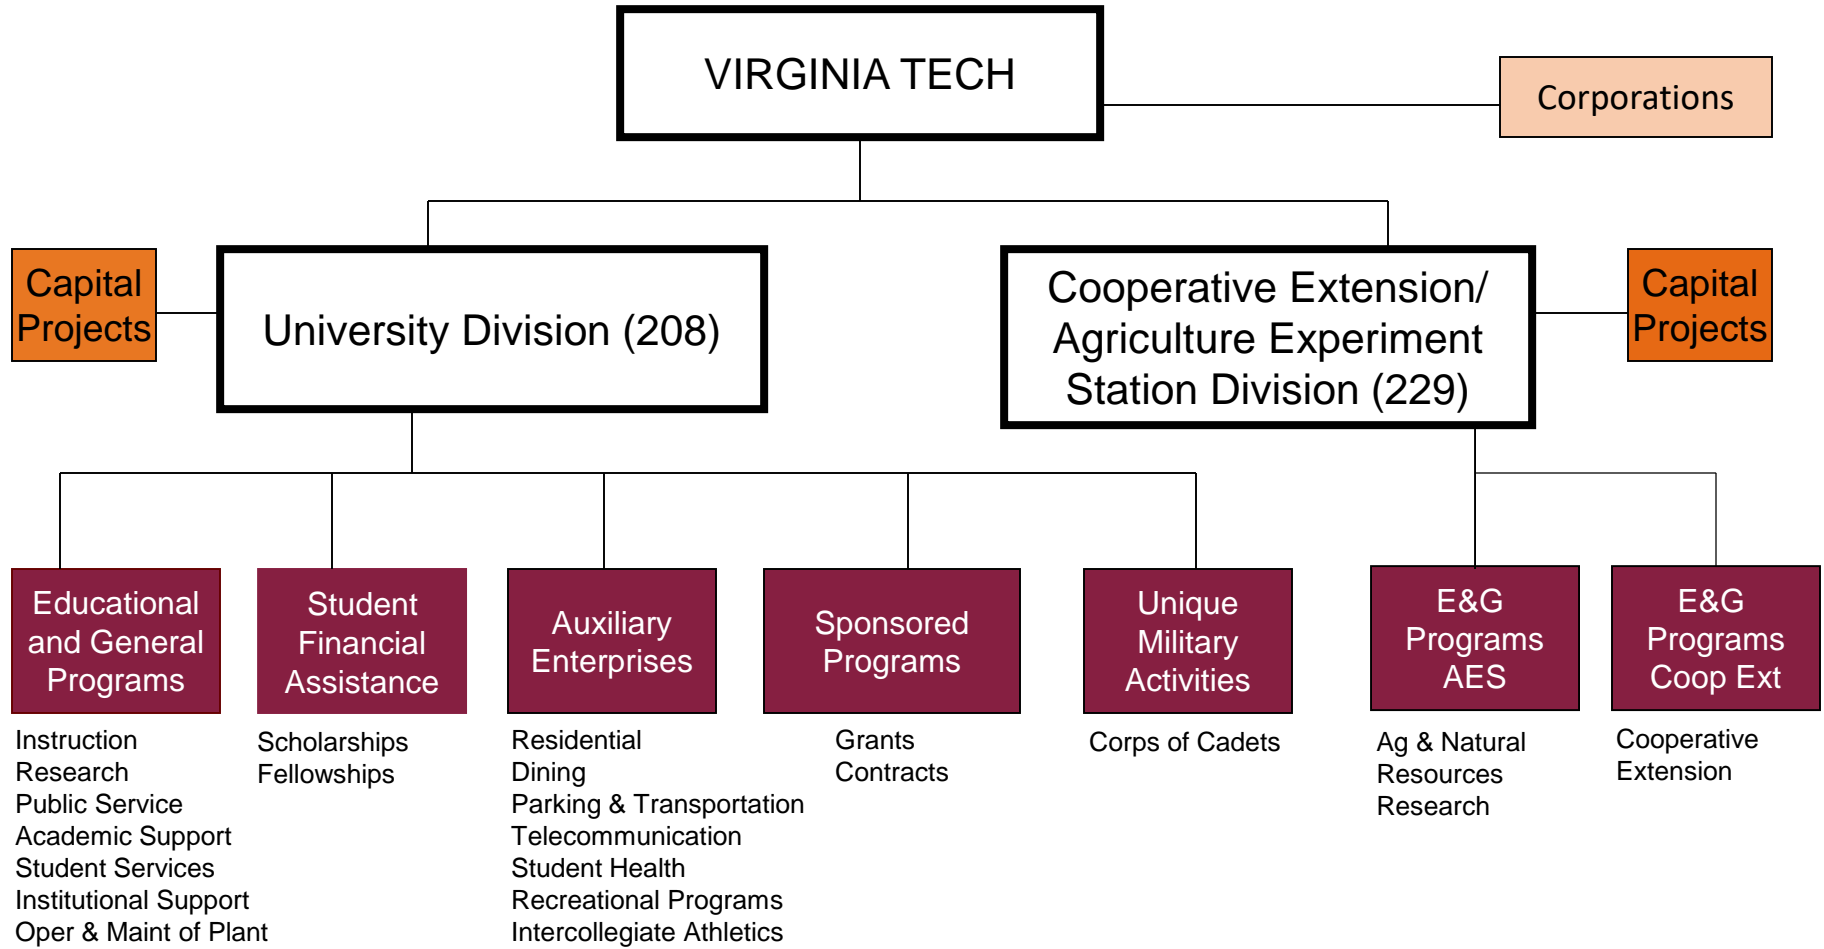 VIRGINIA TECH
Corporations
Capital
Projects
University Division (208)
Cooperative Extension/
Agriculture Experiment
Station Division (229)
Capital
Projects
Educational
and General
Programs
Student
Financial
Assistance
Auxiliary
Enterprises
Sponsored
Programs
Unique
Military
Activities
E&G
Programs
AES
E&G
Programs
Coop Ext
Instruction
Research
Public Service
Academic Support
Student Services
Institutional Support
Oper & Maint of Plant
Scholarships
Fellowships
Residential
Dining
Parking & Transportation
Telecommunication
Student Health
Recreational Programs
Intercollegiate Athletics
Grants
Contracts
Corps of Cadets
Ag & Natural
Resources
Research
Cooperative
Extension